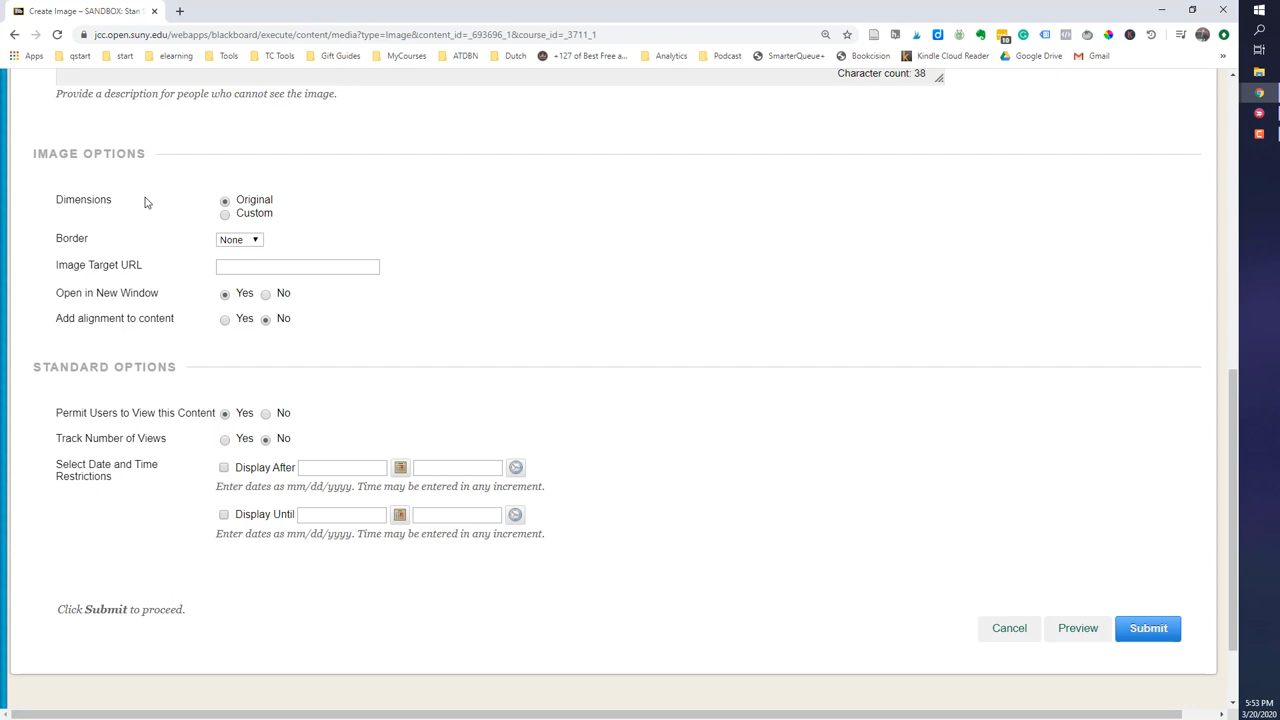 Create Image – SANDBOX: Stan S
jcc.open.suny.edu/webapps/blackboard/execute/content/media?type=Image&content_id=_693696_1&course_id=_3711_1
Apps qstart start elearning Tools TC Tools Gift Guides MyCourses ATDBN Dutch +127 of Best Free a... Analytics Podcast SmarterQueue+ Bookcision Kindle Cloud Reader Google Drive Gmail »
Character count: 38
Provide a description for people who cannot see the image.
IMAGE OPTIONS
Dimensions Original
Custom
Border None
Image Target URL
Open in New Window Yes No
Add alignment to content Yes No
STANDARD OPTIONS
Permit Users to View this Content Yes No
Track Number of Views Yes No
Select Date and Time Restrictions
Display After
Enter dates as mm/dd/yyyy. Time may be entered in any increment.
Display Until
Enter dates as mm/dd/yyyy. Time may be entered in any increment.
Click Submit to proceed.
Cancel Preview Submit
5:53 PM
3/20/2020